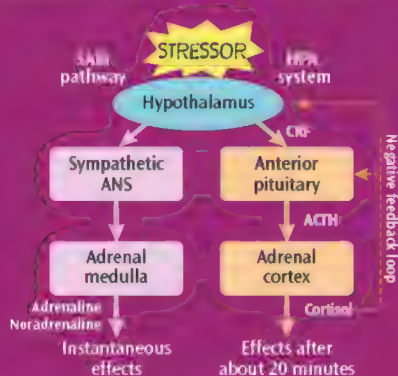 STRESSOR
SAM
pathway
HPA
system
Hypothalamus
CRF
Sympathetic
ANS
Anterior
pituitary
ACTH
Adrenal
medulla
Adrenal
cortex
Adrenaline
Noradrenaline
Cortisol
Instantaneous
effects
Effects after
about 20 minutes
Negative feedback loop